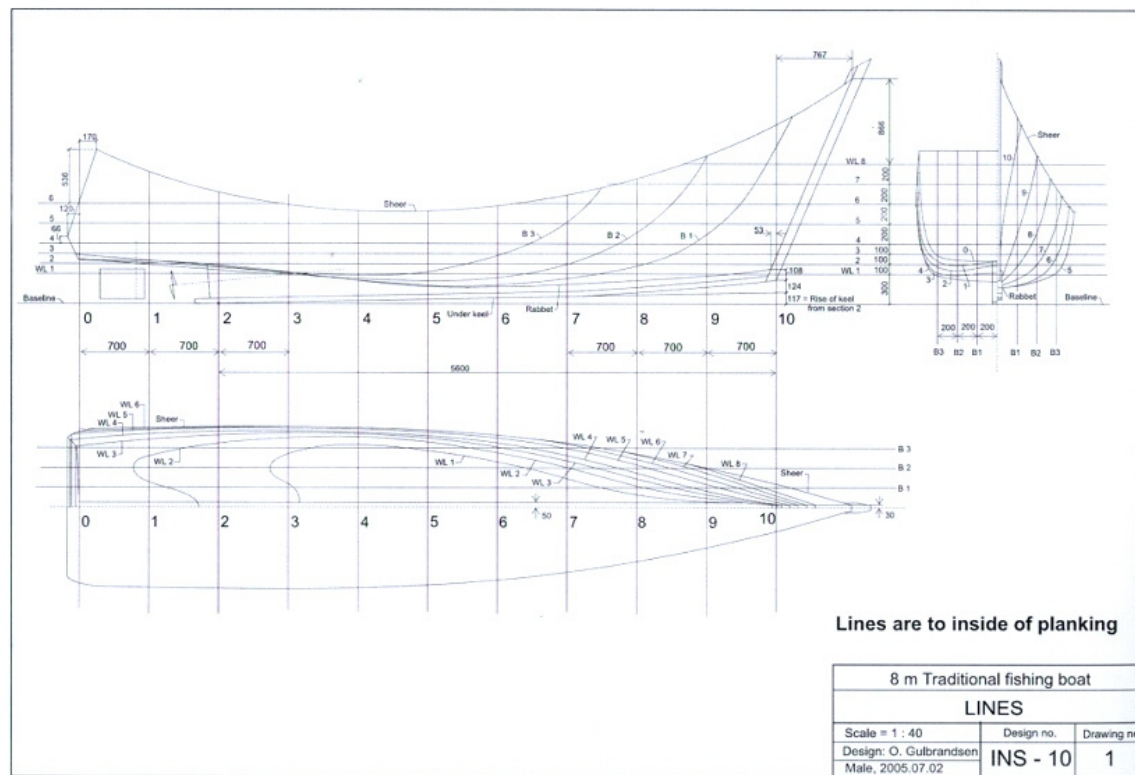 767
170
536
120
66
6
5
4
3
2
WL 1
Baseline
Sheer
B 3
B 2
B 1
53
108
124
117 = Rise of keel
from section 2
Under keel
Rabbet
WL 8
7
6
5
4
3
2
WL 1
866
200
200
200
200
100
100
100
300
0 1 2 3 4 5 6 7 8 9 10
700 700 700 700 700 700
5600
Sheer
10
9
8
7
6
5
0
4
3
2
1
Rabbet
Baseline
200 200 200
B3 B2 B1 B1 B2 B3
WL 6
WL 5
WL 4
WL 3
WL 2
Sheer
WL 1
WL 2
WL 3
WL 4
WL 5
WL 6
WL 7
WL 8
Sheer
B 3
B 2
B 1
50
30
0 1 2 3 4 5 6 7 8 9 10
Lines are to inside of planking
8 m Traditional fishing boat
LINES
Scale = 1 : 40
Design: O. Gulbrandsen
Male, 2005.07.02
Design no.
INS - 10
Drawing
1